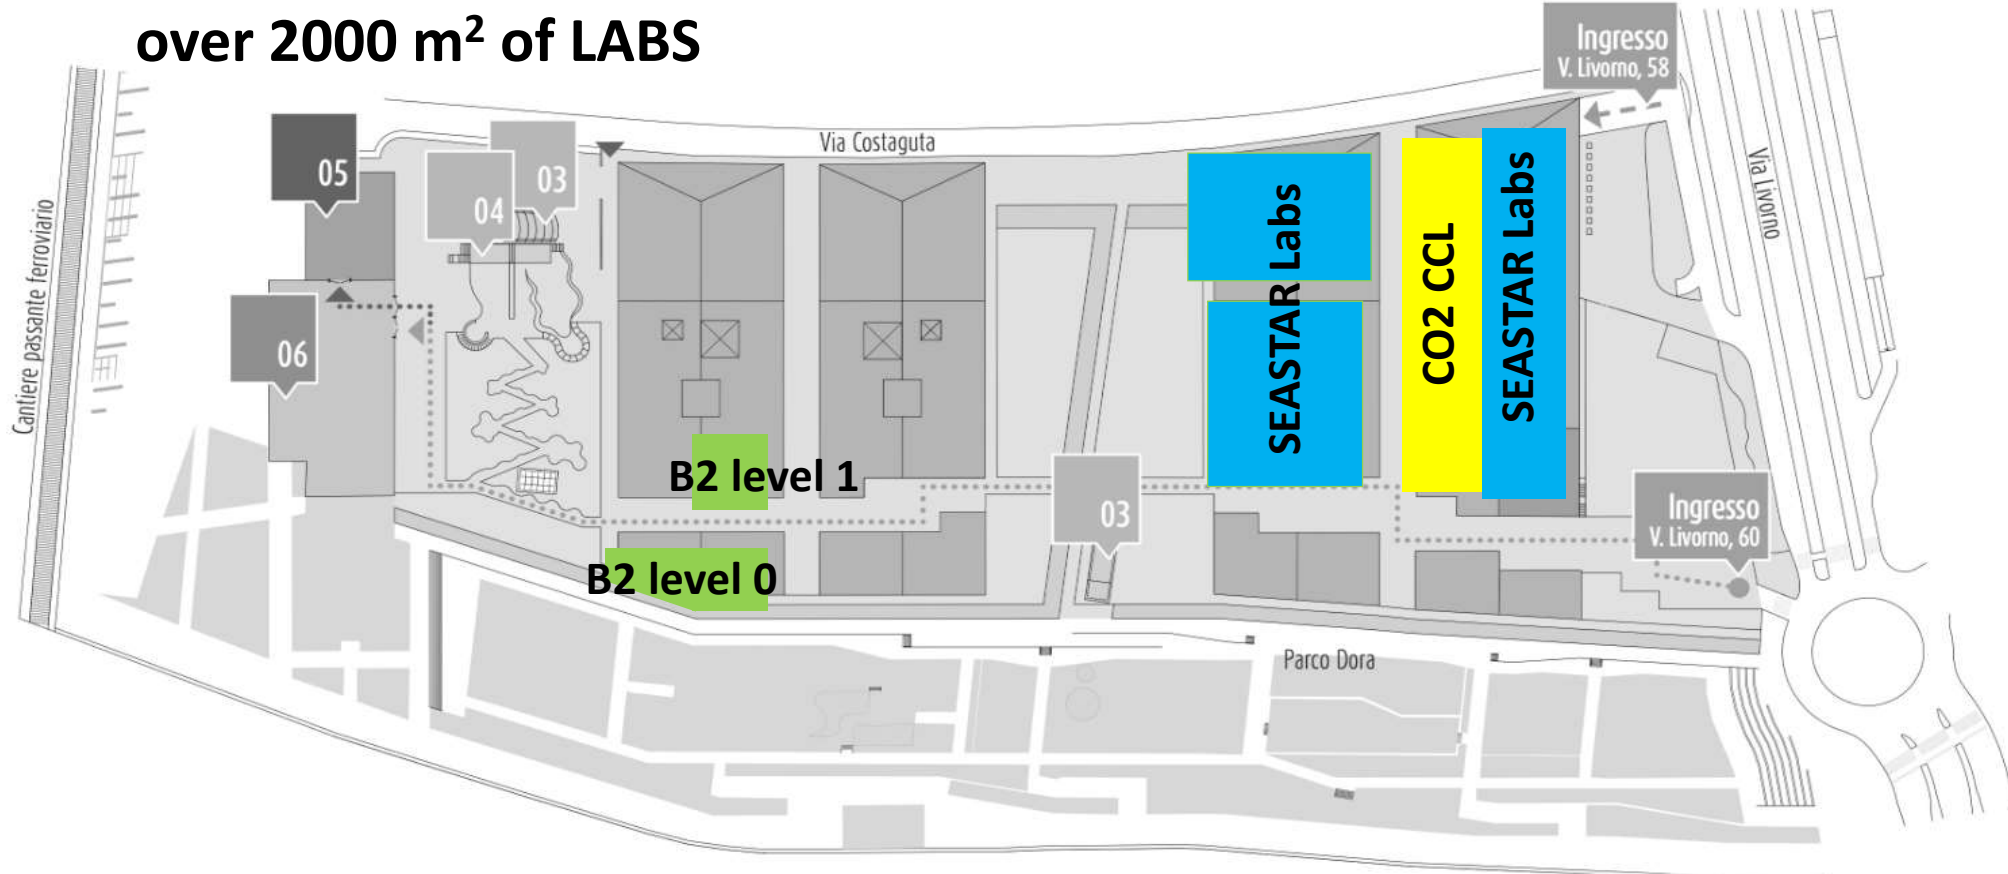 over 2000 m² of LABS
Ingresso
V. Livorno, 58
Via Costaguta
05
03
04
Via Livorno
SEASTAR Labs
CO2 CCL
SEASTAR Labs
Cantiere passante ferroviario
06
B2 level 1
03
Ingresso
V. Livorno, 60
B2 level 0
Parco Dora